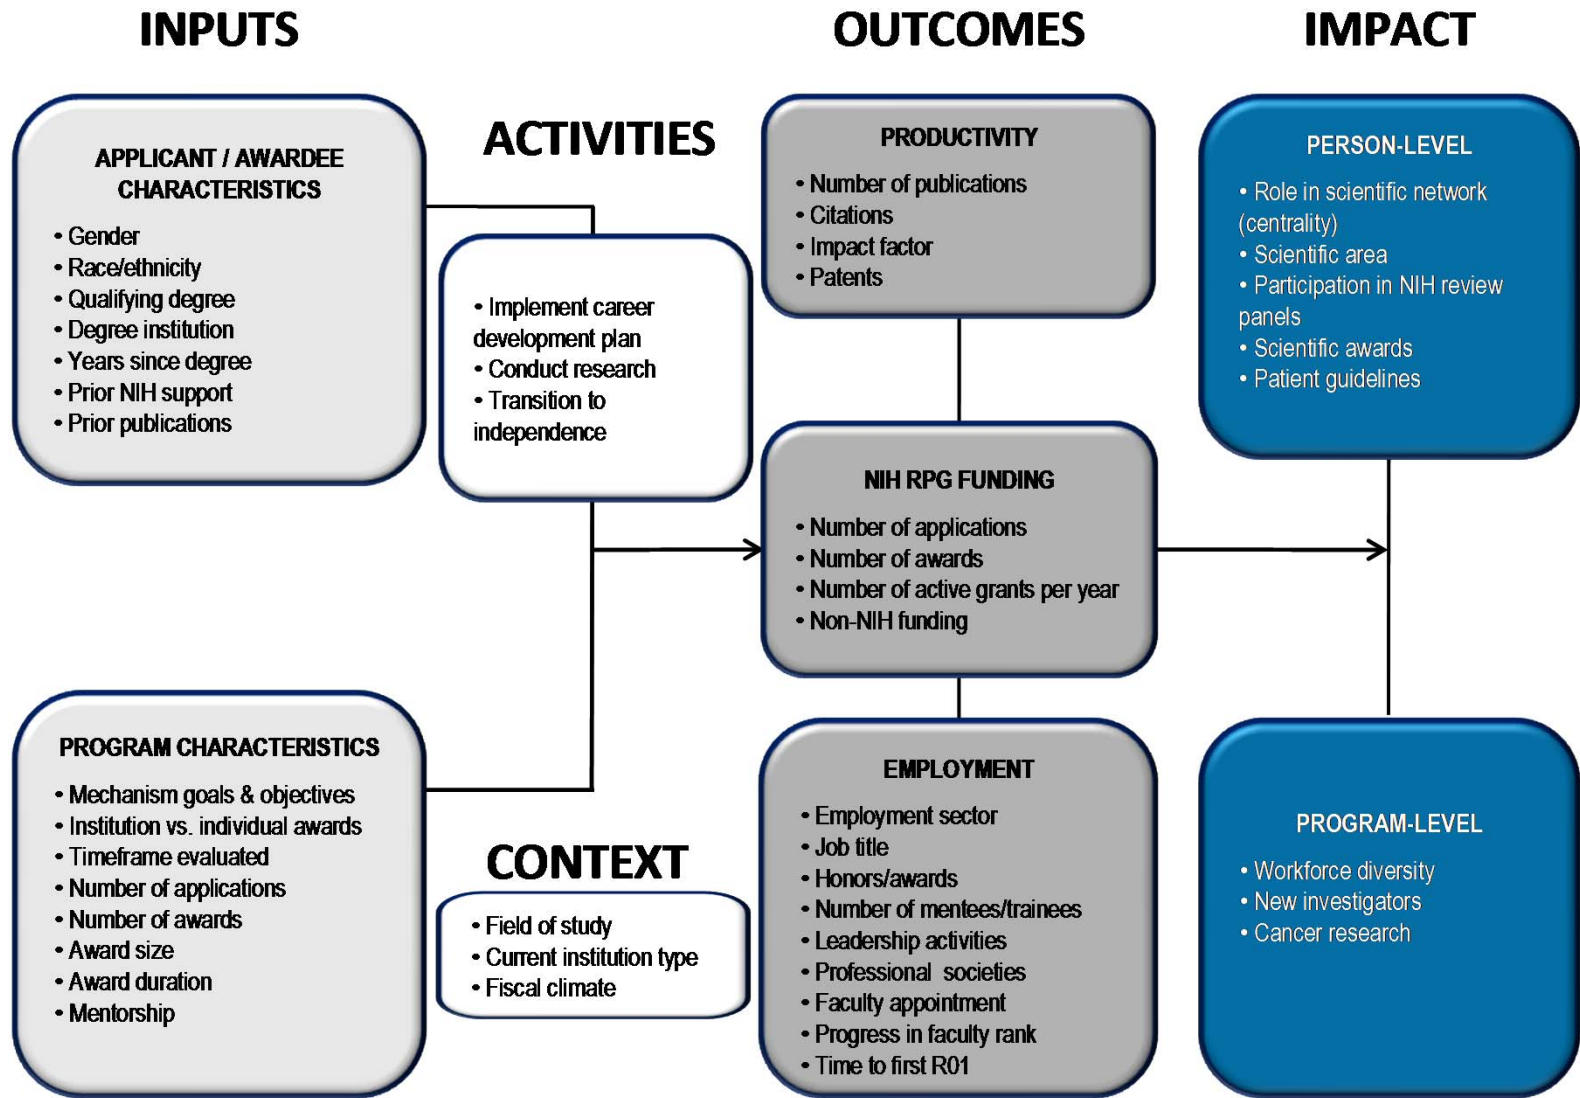 INPUTS
APPLICANT / AWARDEE
CHARACTERISTICS
• Gender
• Race/ethnicity
• Qualifying degree
• Degree institution
• Years since degree
• Prior NIH support
• Prior publications
PROGRAM CHARACTERISTICS
• Mechanism goals & objectives
• Institution vs. individual awards
• Timeframe evaluated
• Number of applications
• Number of awards
• Award size
• Award duration
• Mentorship
ACTIVITIES
• Implement career
development plan
• Conduct research
• Transition to
independence
CONTEXT
• Field of study
• Current institution type
• Fiscal climate
OUTCOMES
PRODUCTIVITY
• Number of publications
• Citations
• Impact factor
• Patents
NIH RPG FUNDING
• Number of applications
• Number of awards
• Number of active grants per year
• Non-NIH funding
EMPLOYMENT
• Employment sector
• Job title
• Honors/awards
• Number of mentees/trainees
• Leadership activities
• Professional societies
• Faculty appointment
• Progress in faculty rank
• Time to first R01
IMPACT
PERSON-LEVEL
• Role in scientific network
(centrality)
• Scientific area
• Participation in NIH review
panels
• Scientific awards
• Patient guidelines
PROGRAM-LEVEL
• Workforce diversity
• New investigators
• Cancer research